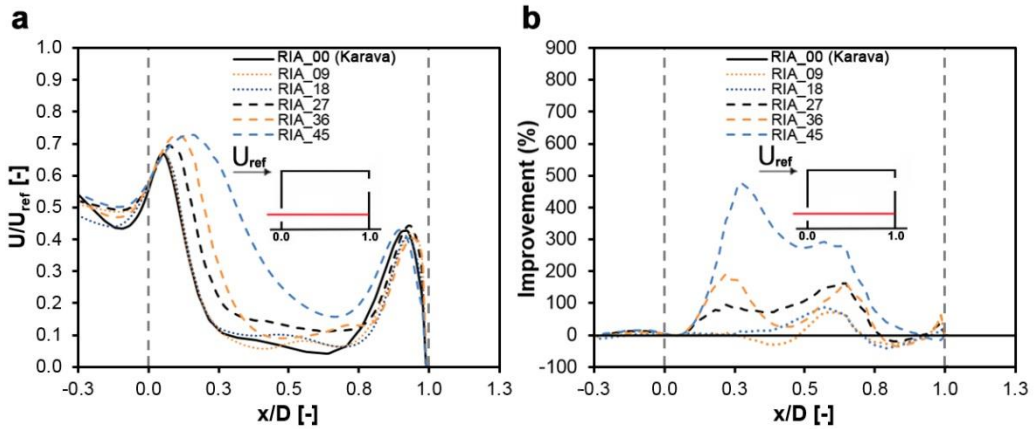 a
U/Uref [-]
1.0
0.9
0.8
0.7
0.6
0.5
0.4
0.3
0.2
0.1
0.0
-0.3
0.0
0.3
0.5
0.8
1.0
1.3
x/D [-]
RIA_00 (Karava)
RIA_09
RIA_18
RIA_27
RIA_36
RIA_45
Uref
0.0
1.0
b
Improvement (%)
900
800
700
600
500
400
300
200
100
0
-100
-0.3
0.0
0.3
0.5
0.8
1.0
1.3
x/D [-]
RIA_00 (Karava)
RIA_09
RIA_18
RIA_27
RIA_36
RIA_45
Uref
0.0
1.0